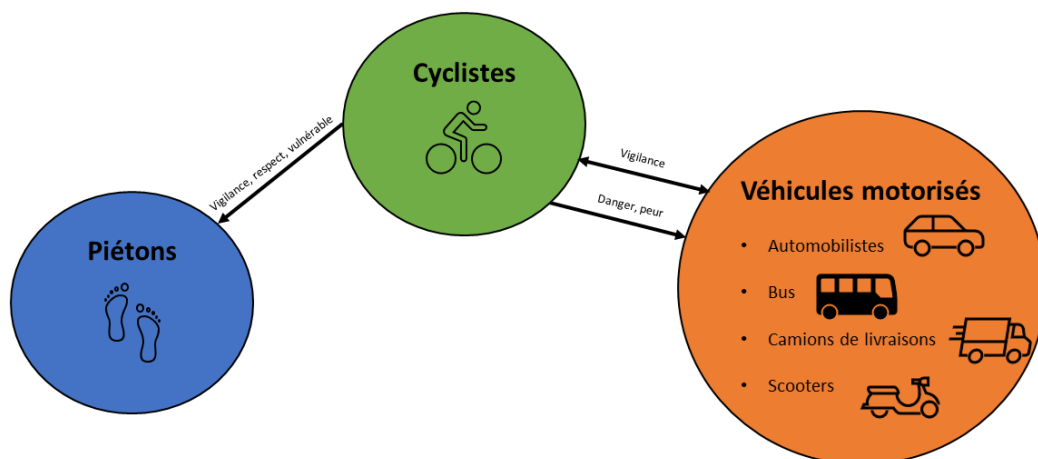 Cyclistes
Vigilance, respect, vulnérable
Vigilance
Danger, peur
Piétons
Véhicules motorisés
• Automobilistes
• Bus
• Camions de livraisons
• Scooters